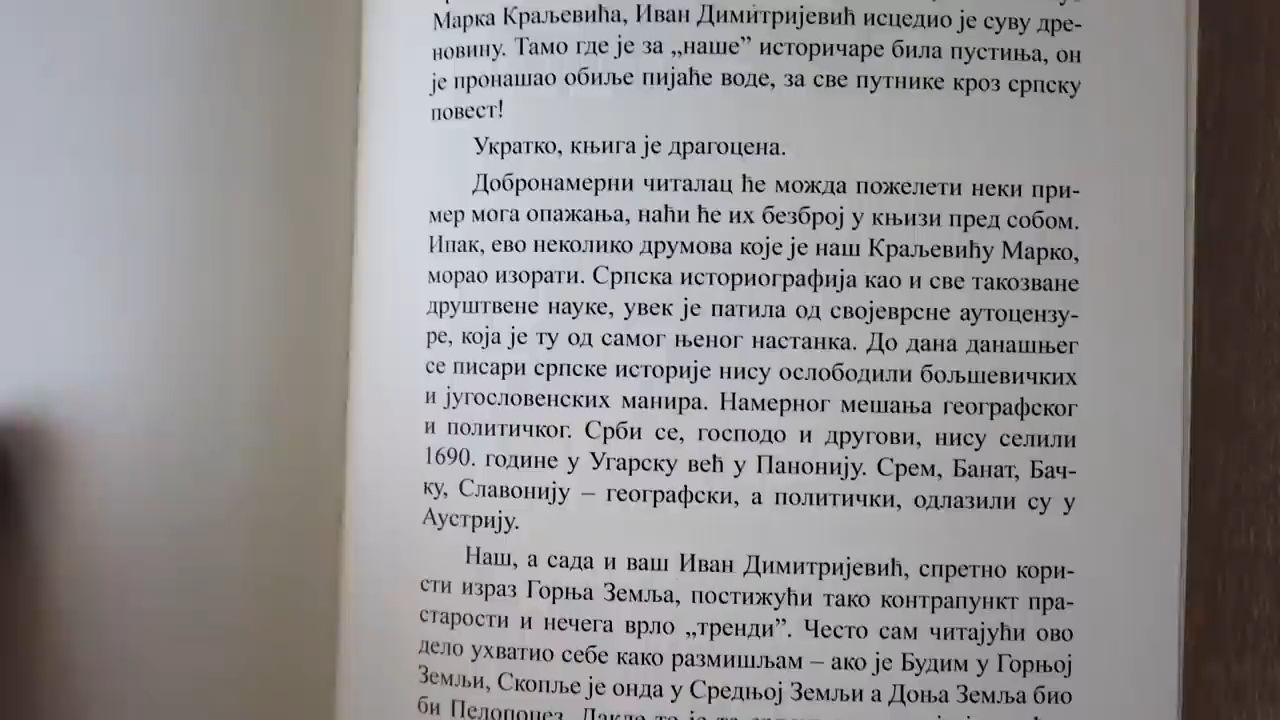 Марка Краљевића, Иван Димитријевић исцедио је суву дре-
новину. Тамо где је за „наше” историчаре била пустиња, он
је пронашао обиље пијаће воде, за све путнике кроз српску
повест!
Укратко, књига је драгоцена.
Добронамерни читалац ће можда пожелети неки при-
мер мога опажања, наћи ће их безброј у књизи пред собом.
Ипак, ево неколико друмова које је наш Краљевићу Марко,
морао изорати. Српска историографија као и све такозване
друштвене науке, увек је патила од својеврсне аутоцензу-
ре, која је ту од самог њеног настанка. До дана данашњег
се писари српске историје нису ослободили бољшевичких
и југословенских манира. Намерног мешања географског
и политичког. Срби се, господо и другови, нису селили
1690. године у Угарску већ у Панонију. Срем, Банат, Бач-
ку, Славонију – географски, а политички, одлазили су у
Аустрију.
Наш, а сада и ваш Иван Димитријевић, спретно кори-
сти израз Горња Земља, постижући тако контрапункт пра-
старости и нечега врло „тренди”. Често сам читајући ово
дело ухватио себе како размишљам – ако је Будим у Горњој
Земљи, Скопље је онда у Средњој Земљи а Доња Земља био
би Пелопонез.